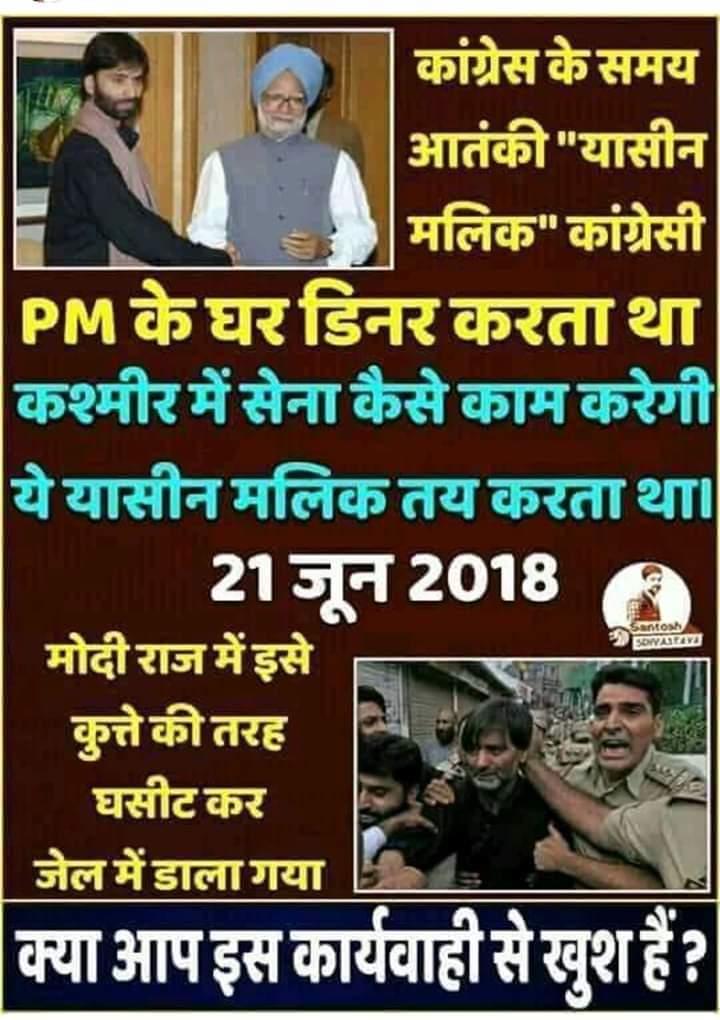 कांग्रेस के समय
आतंकी "यासीन
मलिक" कांग्रेसी
PM के घर डिनर करता था
कश्मीर में सेना कैसे काम करेगी
ये यासीन मलिक तय करता था।
21 जून 2018
Santosh
SRIVASTAVA
मोदी राज में इसे
कुत्ते की तरह
घसीट कर
जेल में डाला गया
क्या आप इस कार्यवाही से खुश हैं ?